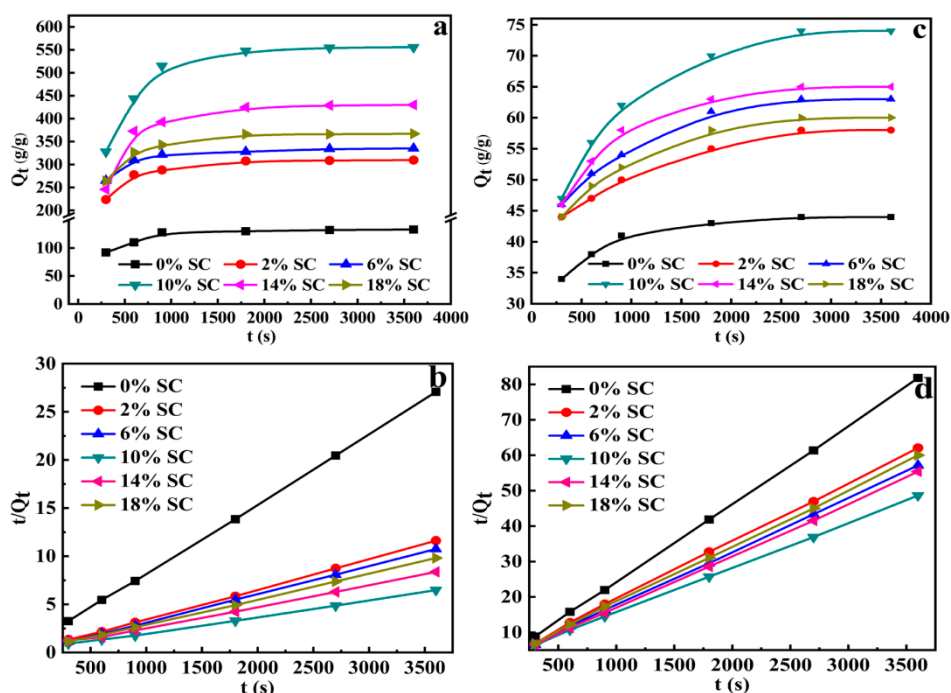 a
600
550
500
450
400
350
300
250
200
100
50
0
Qt (g/g)
0% SC 2% SC 6% SC
10% SC 14% SC 18% SC
0 500 1000 1500 2000 2500 3000 3500 4000
t (s)
c
75
70
65
60
55
50
45
40
35
30
Qt (g/g)
0% SC 2% SC 6% SC
10% SC 14% SC 18% SC
0 500 1000 1500 2000 2500 3000 3500 4000
t (s)
b
30
25
20
15
10
5
0
t/Qt
0% SC
2% SC
6% SC
10% SC
14% SC
18% SC
500 1000 1500 2000 2500 3000 3500
t (s)
d
80
70
60
50
40
30
20
10
t/Qt
0% SC
2% SC
6% SC
10% SC
14% SC
18% SC
500 1000 1500 2000 2500 3000 3500
t (s)